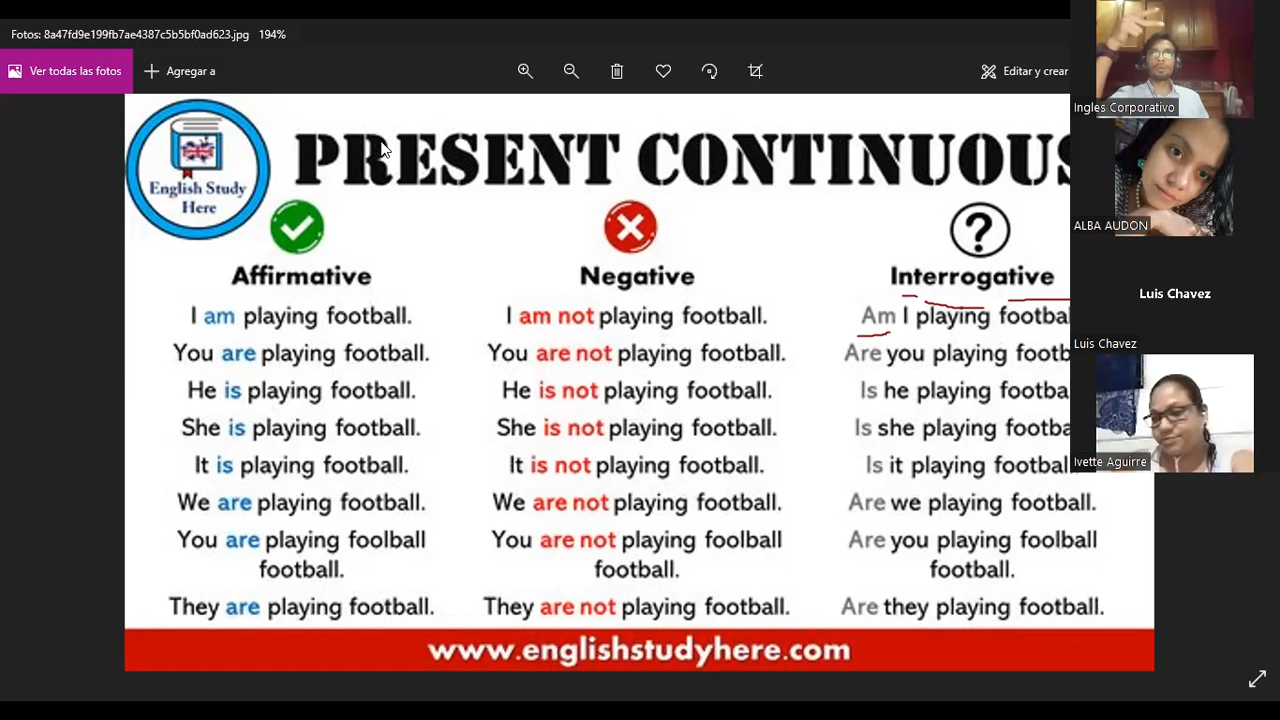 Fotos: 8a47fd9e199fb7ae4387c5b5bf0ad623.jpg 194%
Ver todas las fotos
Agregar a
Editar y crear
English Study
Here
PRESENT CONTINUOUS
Affirmative
I am playing football.
You are playing football.
He is playing football.
She is playing football.
It is playing football.
We are playing football.
You are playing foolball
football.
They are playing football.
Negative
I am not playing football.
You are not playing football.
He is not playing football.
She is not playing football.
It is not playing football.
We are not playing football.
You are not playing foolball
football.
They are not playing football.
?
Interrogative
Am I playing footbal
Are you playing footb
Is he playing footbal
Is she playing footba
Is it playing football
Are we playing football.
Are you playing foolball
football.
Are they playing football.
www.englishstudyhere.com
Ingles Corporativo
ALBA AUDON
Luis Chavez
Luis Chavez
Ivette Aguirre